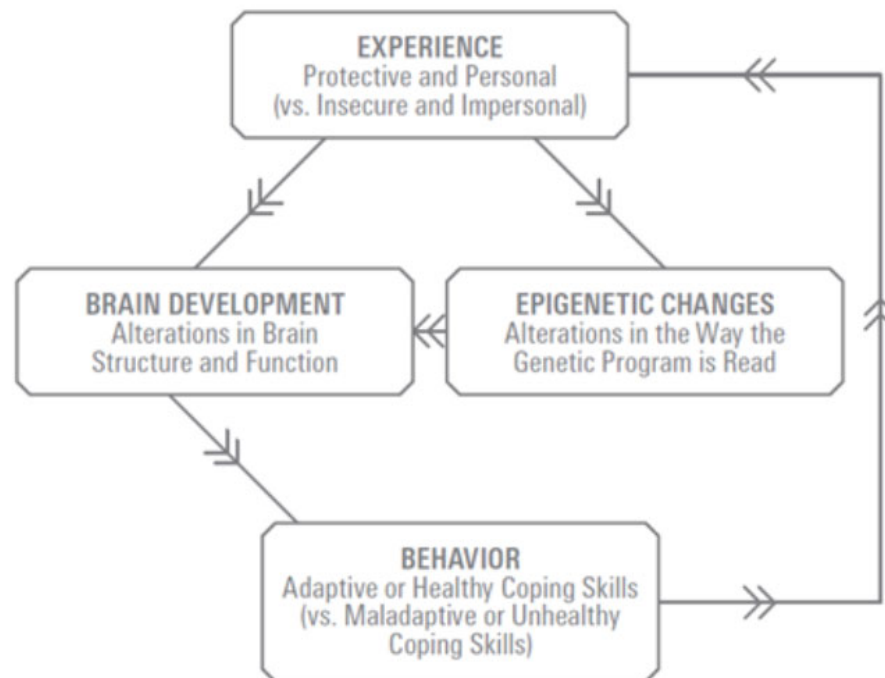 EXPERIENCE
Protective and Personal
(vs. Insecure and Impersonal)
BRAIN DEVELOPMENT
Alterations in Brain
Structure and Function
EPIGENETIC CHANGES
Alterations in the Way the
Genetic Program is Read
BEHAVIOR
Adaptive or Healthy Coping Skills
(vs. Maladaptive or Unhealthy
Coping Skills)